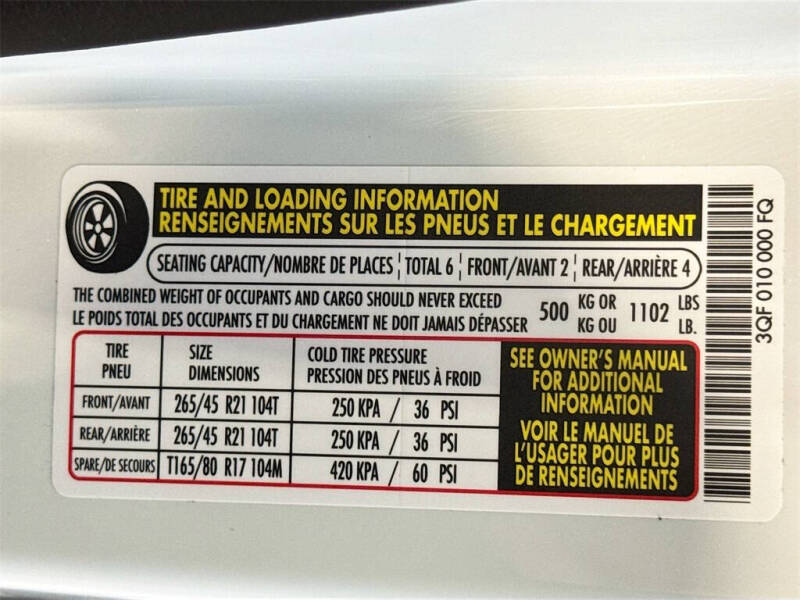 TIRE AND LOADING INFORMATION
RENSEIGNEMENTS SUR LES PNEUS ET LE CHARGEMENT
SEATING CAPACITY/NOMBRE DE PLACES ¦ TOTAL 6 ¦ FRONT/AVANT 2 ¦ REAR/ARRIÈRE 4
THE COMBINED WEIGHT OF OCCUPANTS AND CARGO SHOULD NEVER EXCEED
LE POIDS TOTAL DES OCCUPANTS ET DU CHARGEMENT NE DOIT JAMAIS DÉPASSER
500 KG OR 1102 LBS
KG OU LB.
TIRE SIZE COLD TIRE PRESSURE
PNEU DIMENSIONS PRESSION DES PNEUS À FROID
FRONT/AVANT 265/45 R21 104T 250 KPA / 36 PSI
REAR/ARRIÈRE 265/45 R21 104T 250 KPA / 36 PSI
SPARE/DE SECOURS T165/80 R17 104M 420 KPA / 60 PSI
SEE OWNER'S MANUAL
FOR ADDITIONAL
INFORMATION
VOIR LE MANUEL DE
L'USAGER POUR PLUS
DE RENSEIGNEMENTS
3QF 010 000 FQ